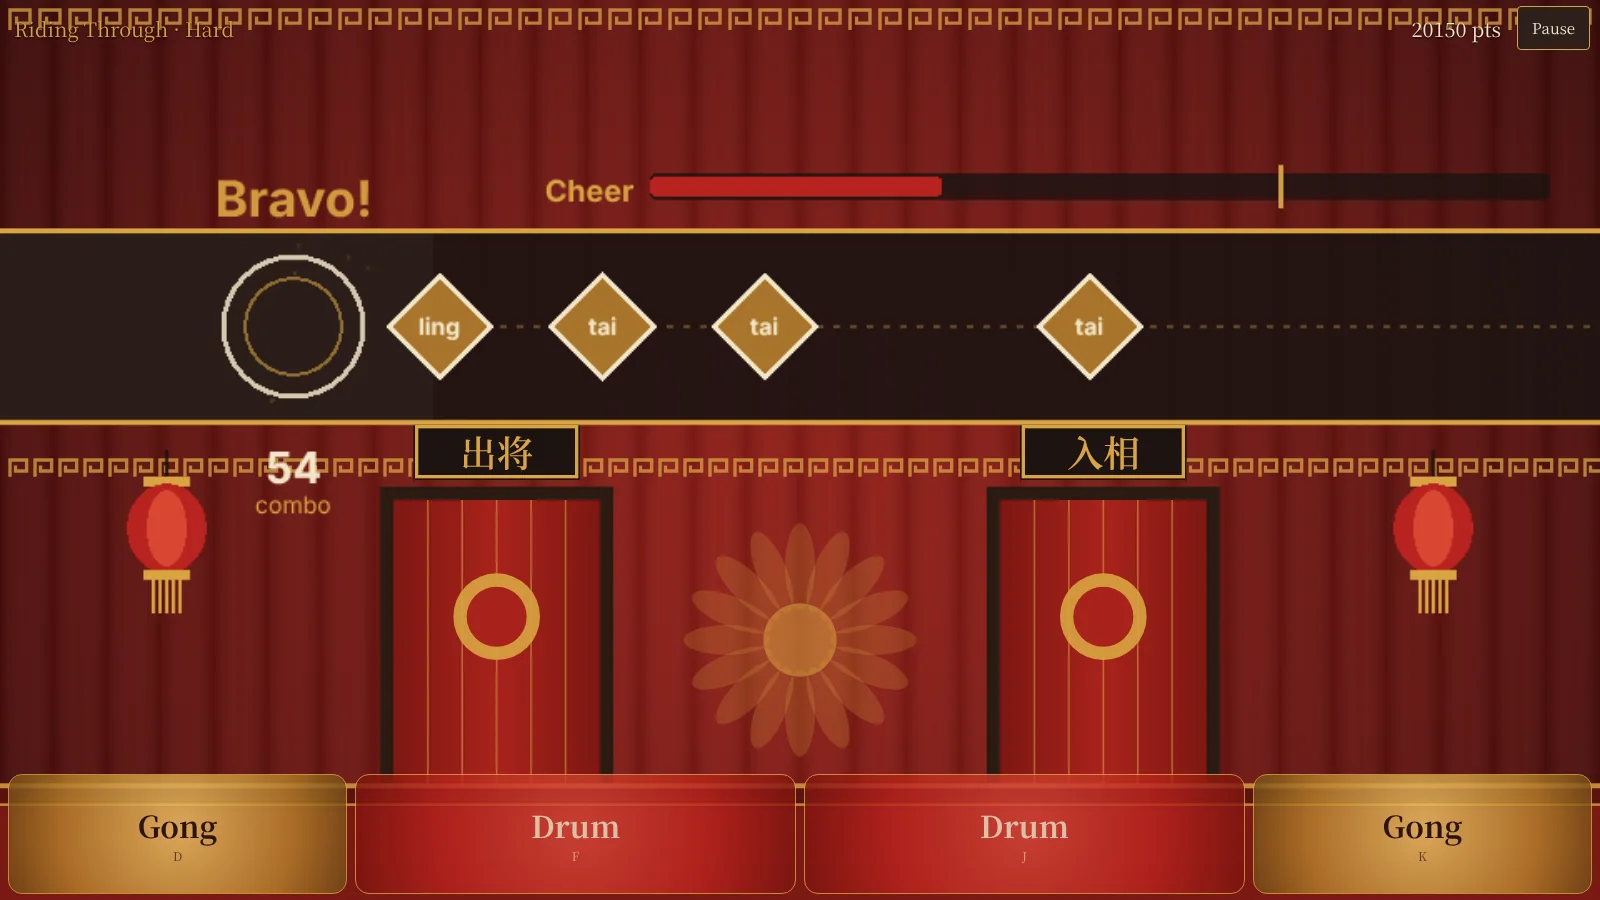 Riding Through · Hard
20150 pts
Pause
Bravo!
Cheer
ling
tai
tai
tai
出将
入相
54
combo
Gong
D
Drum
F
Drum
J
Gong
K